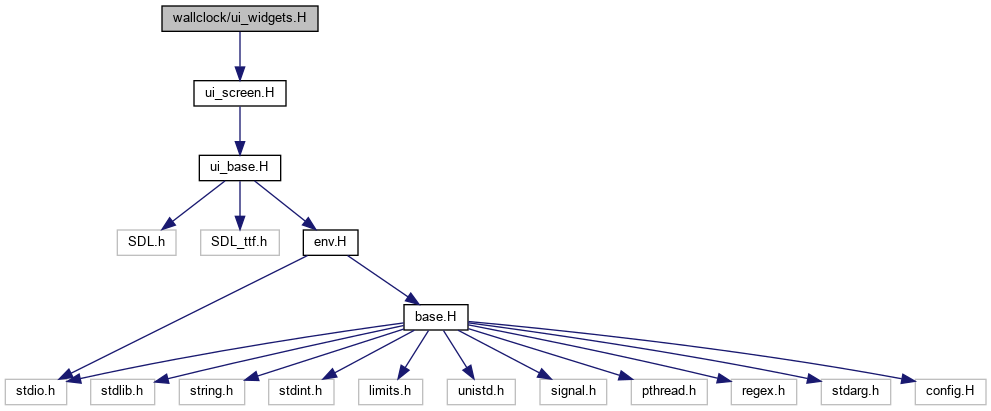 wallclock/ui_widgets.H
ui_screen.H
ui_base.H
SDL.h
SDL_ttf.h
env.H
base.H
stdio.h
stdlib.h
string.h
stdint.h
limits.h
unistd.h
signal.h
pthread.h
regex.h
stdarg.h
config.H